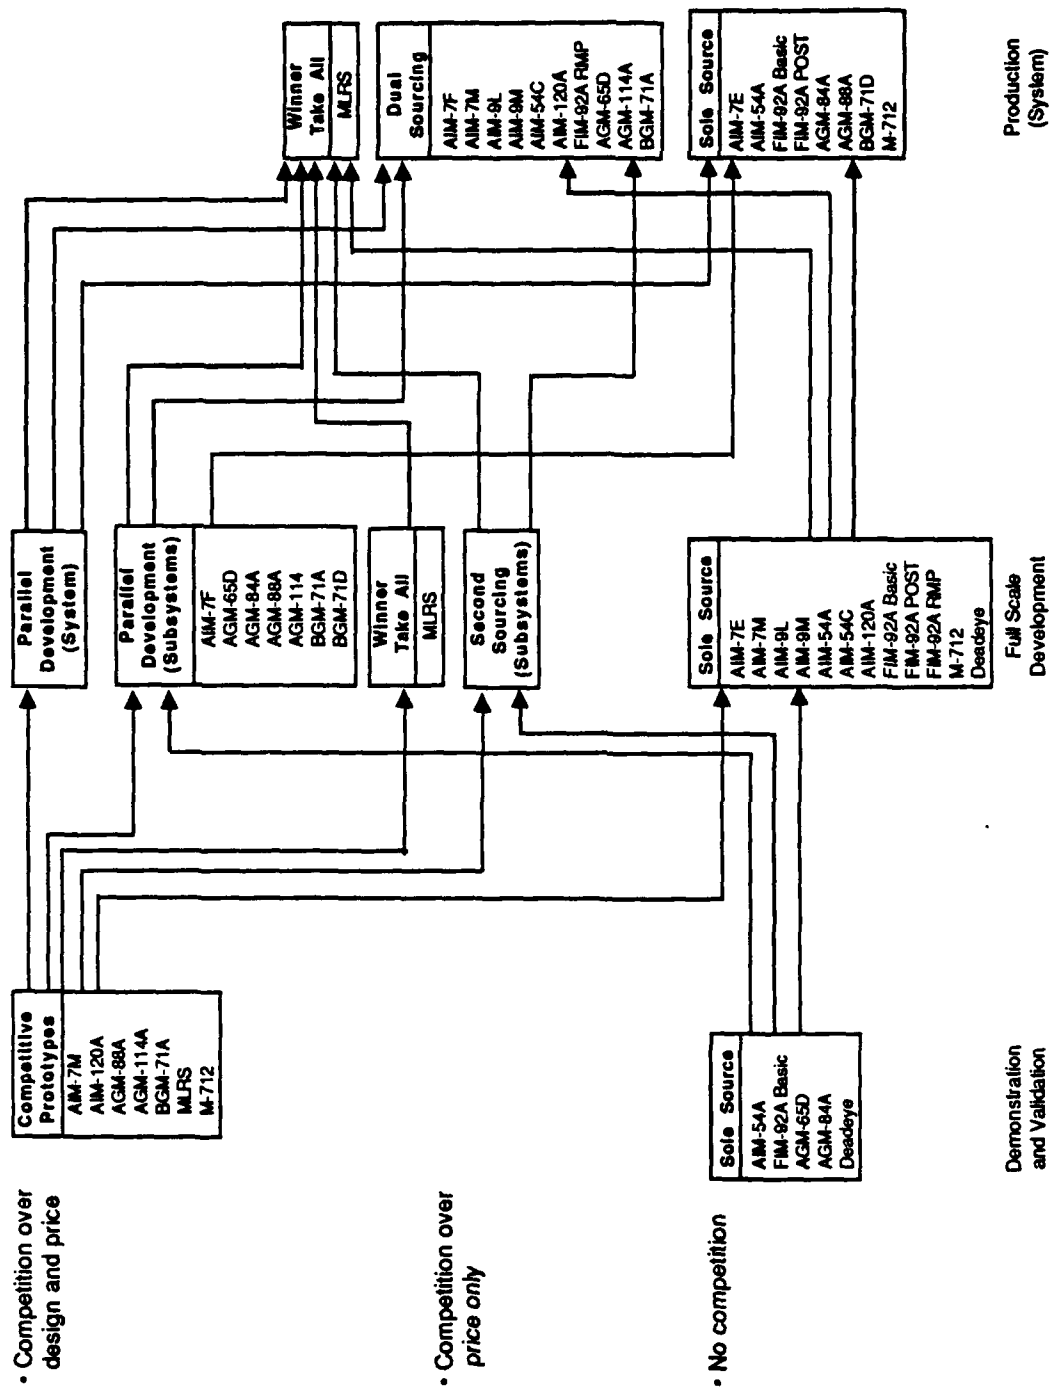 • Competition over
design and price
• Competition over
price only
• No competition
Competitive
Prototypes
AIM-7M
AIM-120A
AGM-88A
AGM-114A
BGM-71A
MLRS
M-712
Sole Source
AIM-54A
FIM-92A Basic
AGM-65D
AGM-84A
Deadeye
Demonstration
and Validation
Parallel
Development
(System)
Parallel
Development
(Subsystems)
AIM-7F
AGM-65D
AGM-84A
AGM-88A
AGM-114
BGM-71A
BGM-71D
Winner
Take All
MLRS
Second
Sourcing
(Subsystems)
Sole Source
AIM-7E
AIM-7M
AIM-9L
AIM-9M
AIM-54A
AIM-54C
AIM-120A
FIM-92A Basic
FIM-92A POST
FIM-92A RMP
M-712
Deadeye
Full Scale
Development
Winner
Take All
MLRS
Dual
Sourcing
AIM-7F
AIM-7M
AIM-9L
AIM-9M
AIM-54C
AIM-120A
FIM-92A RMP
AGM-65D
AGM-114A
BGM-71A
Sole Source
AIM-7E
AIM-54A
FIM-92A Basic
FIM-92A POST
AGM-84A
AGM-88A
BGM-71D
M-712
Production
(System)